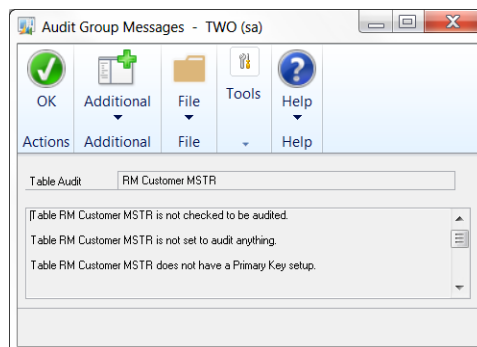 Audit Group Messages - TWO (sa)
OK
Additional
File
Tools
Help
Actions
Additional
File
Help
Table Audit
RM Customer MSTR
Table RM Customer MSTR is not checked to be audited.
Table RM Customer MSTR is not set to audit anything.
Table RM Customer MSTR does not have a Primary Key setup.